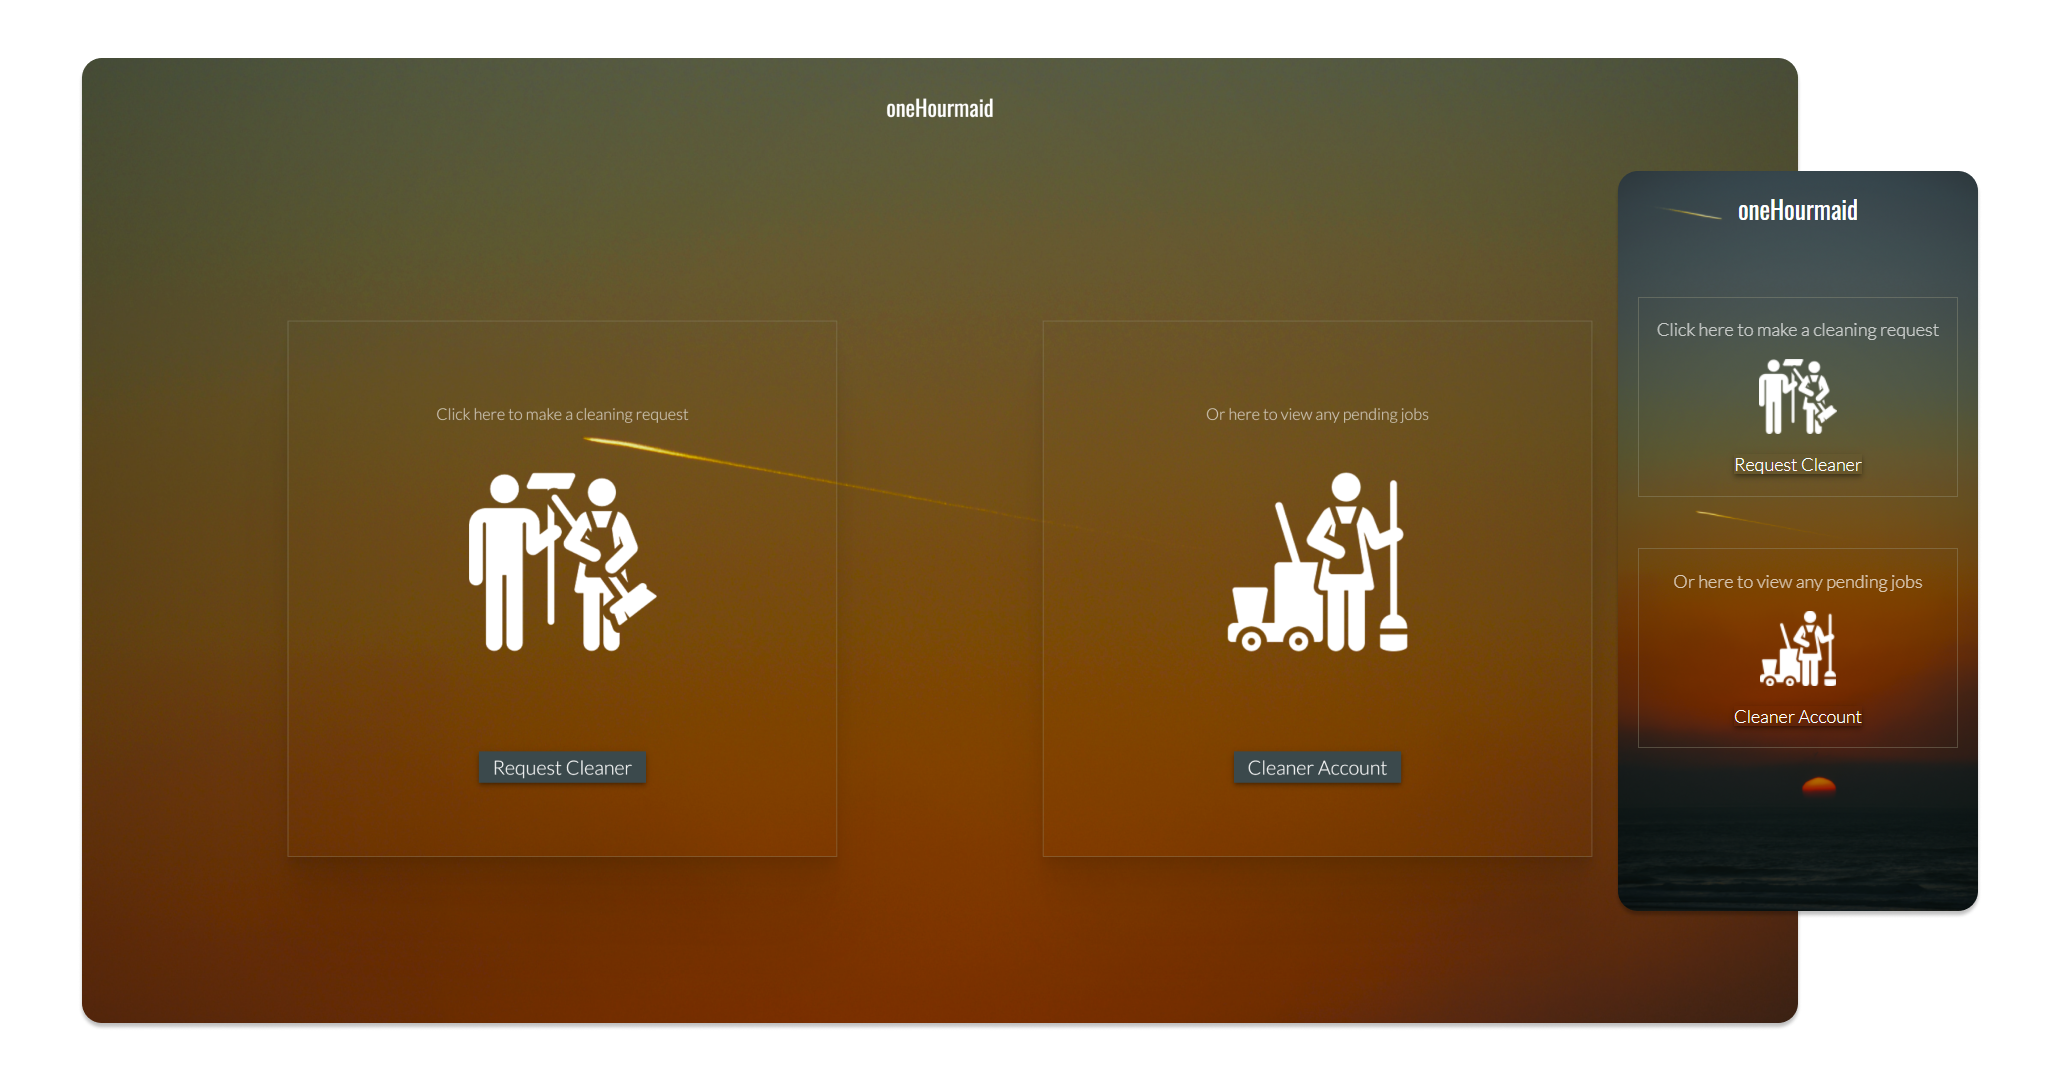 oneHourmaid
Click here to make a cleaning request
Request Cleaner
Or here to view any pending jobs
Cleaner Account
oneHourmaid
Click here to make a cleaning request
Request Cleaner
Or here to view any pending jobs
Cleaner Account